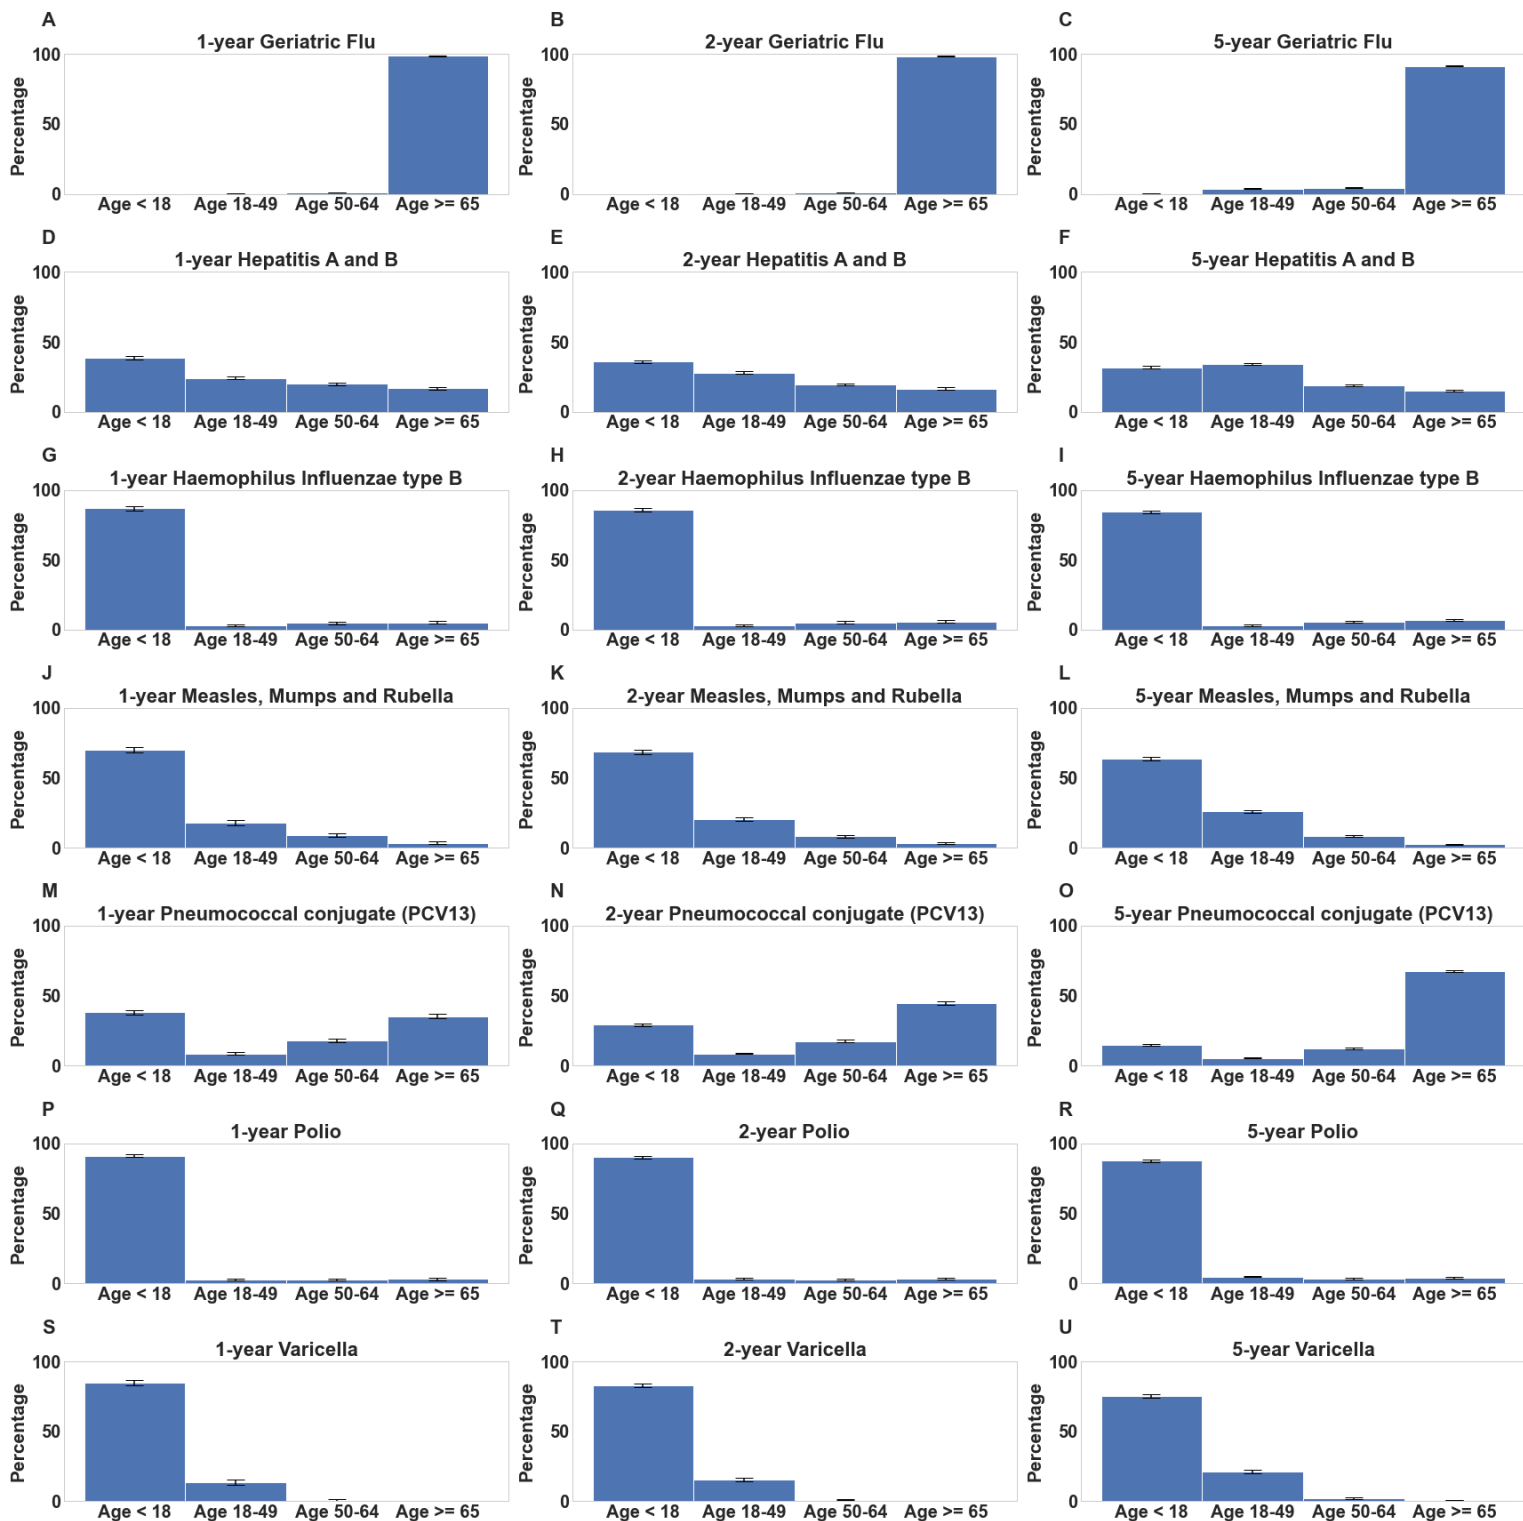 A
B
C
1-year Geriatric Flu
2-year Geriatric Flu
5-year Geriatric Flu
Percentage
100
50
0
Age < 18 Age 18-49 Age 50-64 Age >= 65
Percentage
100
50
0
Age < 18 Age 18-49 Age 50-64 Age >= 65
Percentage
100
50
0
Age < 18 Age 18-49 Age 50-64 Age >= 65
D
E
F
1-year Hepatitis A and B
2-year Hepatitis A and B
5-year Hepatitis A and B
Percentage
100
50
0
Age < 18 Age 18-49 Age 50-64 Age >= 65
Percentage
100
50
0
Age < 18 Age 18-49 Age 50-64 Age >= 65
Percentage
100
50
0
Age < 18 Age 18-49 Age 50-64 Age >= 65
G
H
I
1-year Haemophilus Influenzae type B
2-year Haemophilus Influenzae type B
5-year Haemophilus Influenzae type B
Percentage
100
50
0
Age < 18 Age 18-49 Age 50-64 Age >= 65
Percentage
100
50
0
Age < 18 Age 18-49 Age 50-64 Age >= 65
Percentage
100
50
0
Age < 18 Age 18-49 Age 50-64 Age >= 65
J
K
L
1-year Measles, Mumps and Rubella
2-year Measles, Mumps and Rubella
5-year Measles, Mumps and Rubella
Percentage
100
50
0
Age < 18 Age 18-49 Age 50-64 Age >= 65
Percentage
100
50
0
Age < 18 Age 18-49 Age 50-64 Age >= 65
Percentage
100
50
0
Age < 18 Age 18-49 Age 50-64 Age >= 65
M
N
O
1-year Pneumococcal conjugate (PCV13)
2-year Pneumococcal conjugate (PCV13)
5-year Pneumococcal conjugate (PCV13)
Percentage
100
50
0
Age < 18 Age 18-49 Age 50-64 Age >= 65
Percentage
100
50
0
Age < 18 Age 18-49 Age 50-64 Age >= 65
Percentage
100
50
0
Age < 18 Age 18-49 Age 50-64 Age >= 65
P
Q
R
1-year Polio
2-year Polio
5-year Polio
Percentage
100
50
0
Age < 18 Age 18-49 Age 50-64 Age >= 65
Percentage
100
50
0
Age < 18 Age 18-49 Age 50-64 Age >= 65
Percentage
100
50
0
Age < 18 Age 18-49 Age 50-64 Age >= 65
S
T
U
1-year Varicella
2-year Varicella
5-year Varicella
Percentage
100
50
0
Age < 18 Age 18-49 Age 50-64 Age >= 65
Percentage
100
50
0
Age < 18 Age 18-49 Age 50-64 Age >= 65
Percentage
100
50
0
Age < 18 Age 18-49 Age 50-64 Age >= 65